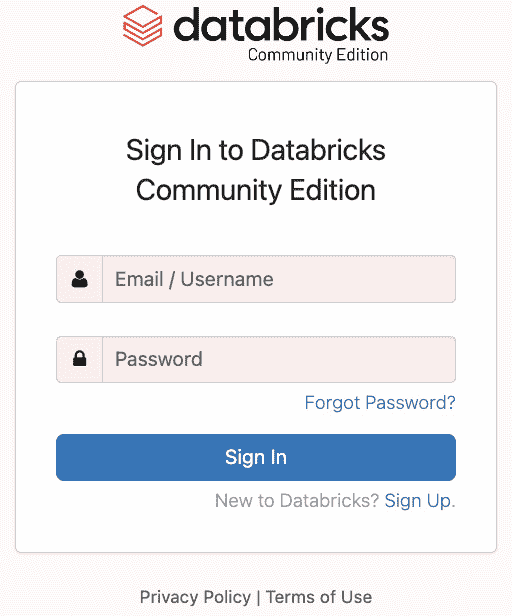 databricks
Community Edition
Sign In to Databricks
Community Edition
Email / Username
Password
Forgot Password?
Sign In
New to Databricks? Sign Up.
Privacy Policy | Terms of Use